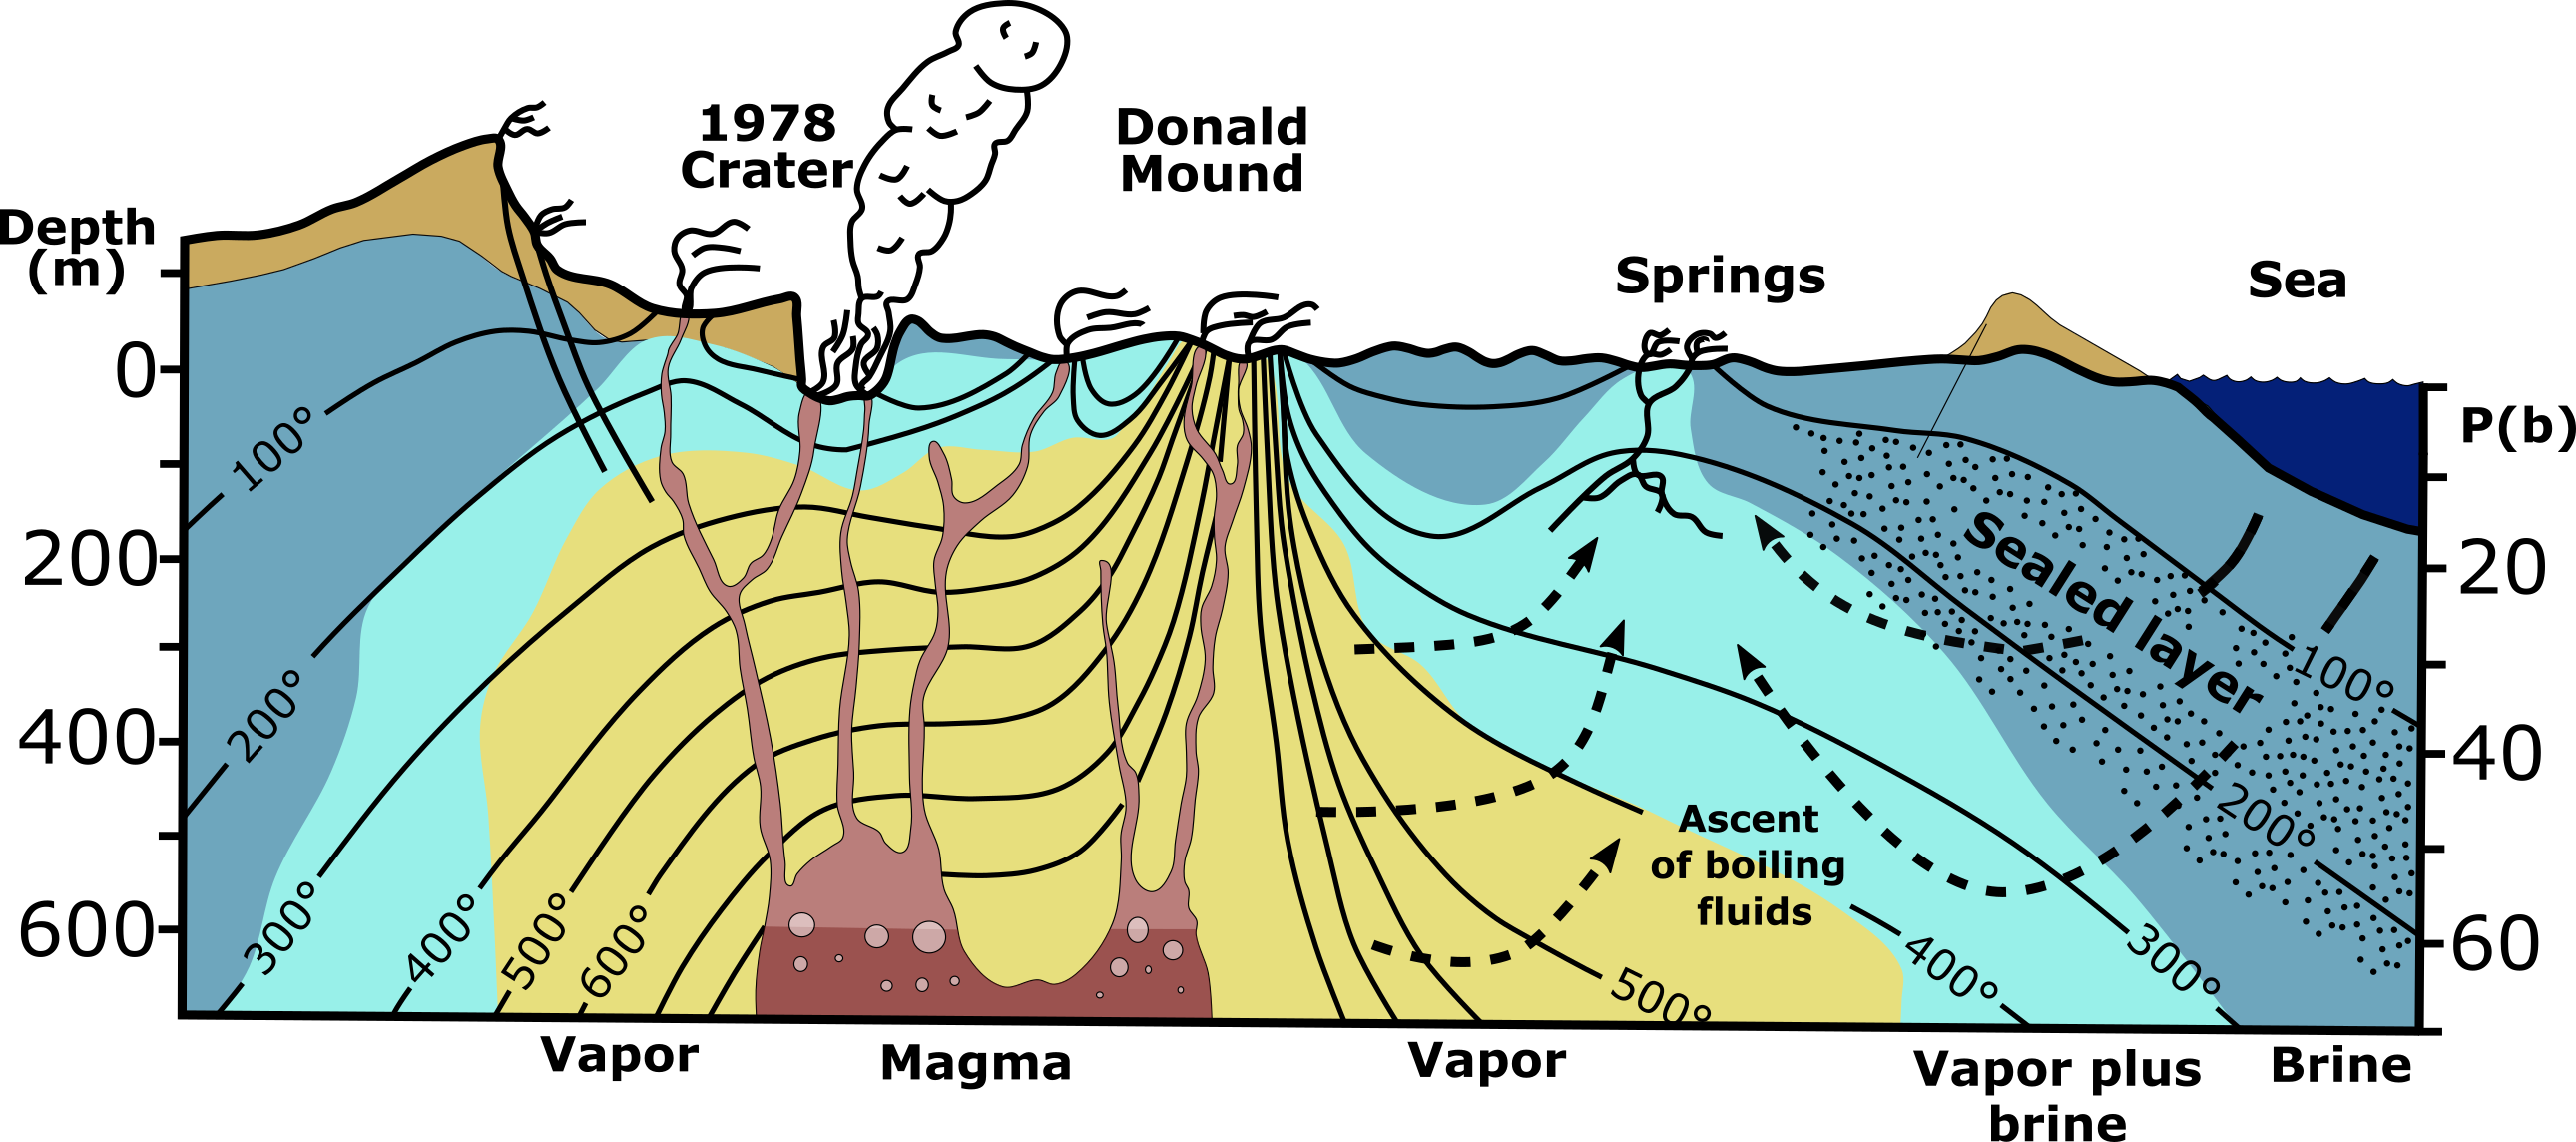 1978
Crater
Donald
Mound
Depth
(m)
Springs
Sea
0
200
400
600
P(b)
20
40
60
100°
200°
300°
400°
500°
600°
Sealed layer
100°
200°
300°
400°
500°
Ascent
of boiling
fluids
Vapor
Magma
Vapor
Vapor plus
brine
Brine